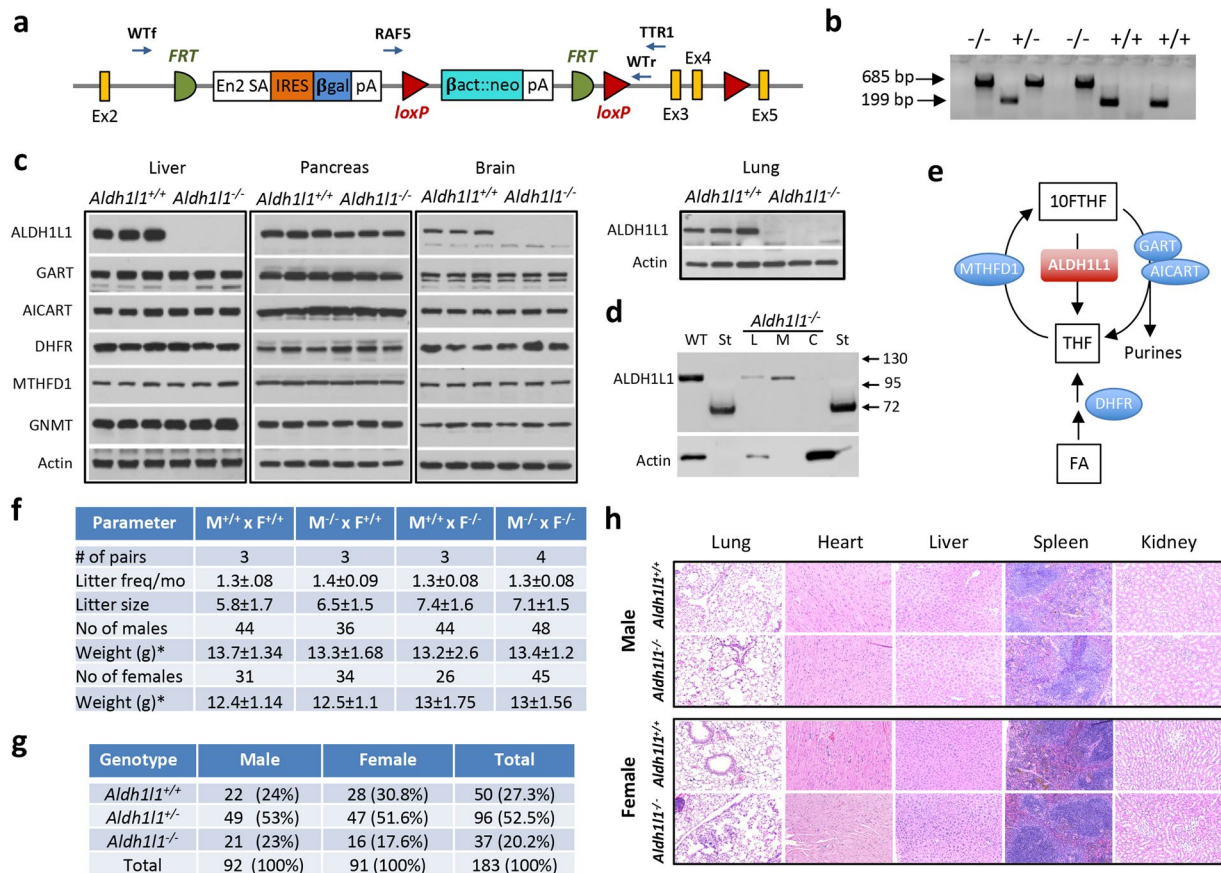 a
WTf
RAF5
TTR1
FRT
FRT
WTr
Ex4
En2 SA IRES βgal pA
βact::neo pA
Ex2
loxP
loxP
Ex3
Ex5
b
-/- +/- -/- +/+ +/+
685 bp
199 bp
c
Liver Pancreas Brain
Aldh1l1+/+ Aldh1l1-/- Aldh1l1+/+ Aldh1l1-/- Aldh1l1+/+ Aldh1l1-/-
ALDH1L1
GART
AICART
DHFR
MTHFD1
GNMT
Actin
Lung
Aldh1l1+/+ Aldh1l1-/-
ALDH1L1
Actin
d
Aldh1l1-/-
WT St L M C St
130
ALDH1L1
95
72
Actin
e
10FTHF
GART
MTHFD1 ALDH1L1 AICART
THF
Purines
DHFR
FA
f
Parameter M+/+ x F+/+ M-/- x F+/+ M+/+ x F-/- M-/- x F-/-
# of pairs 3 3 3 4
Litter freq/mo 1.3±.08 1.4±0.09 1.3±0.08 1.3±0.08
Litter size 5.8±1.7 6.5±1.5 7.4±1.6 7.1±1.5
No of males 44 36 44 48
Weight (g)* 13.7±1.34 13.3±1.68 13.2±2.6 13.4±1.2
No of females 31 34 26 45
Weight (g)* 12.4±1.14 12.5±1.1 13±1.75 13±1.56
g
Genotype Male Female Total
Aldh1l1+/+ 22 (24%) 28 (30.8%) 50 (27.3%)
Aldh1l1+/- 49 (53%) 47 (51.6%) 96 (52.5%)
Aldh1l1-/- 21 (23%) 16 (17.6%) 37 (20.2%)
Total 92 (100%) 91 (100%) 183 (100%)
h
Lung Heart Liver Spleen Kidney
Male
Aldh1l1+/+
Aldh1l1-/-
Female
Aldh1l1+/+
Aldh1l1-/-